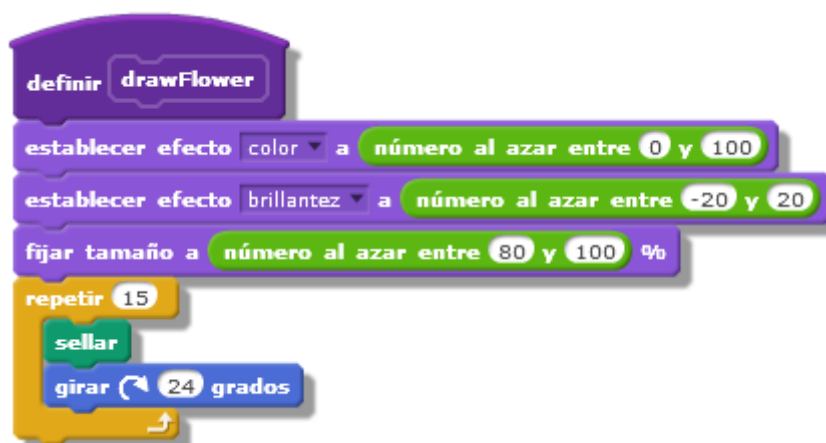 definir drawFlower
establecer efecto color a número al azar entre 0 y 100
establecer efecto brillantez a número al azar entre -20 y 20
fijar tamaño a número al azar entre 80 y 100 %
repetir 15
sellar
girar 24 grados